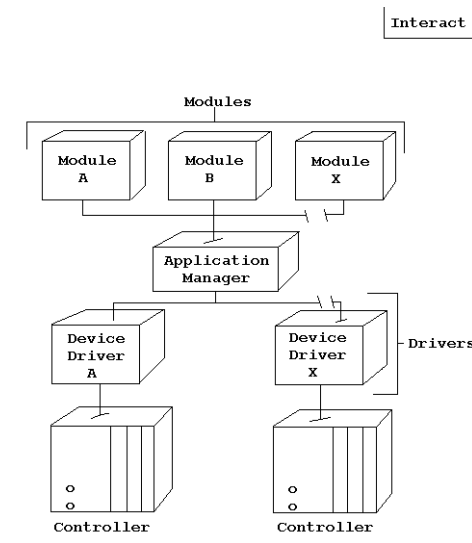 Interact
Modules
Module
A
Module
B
Module
X
Application
Manager
Device
Driver
A
Device
Driver
X
Drivers
Controller
Controller